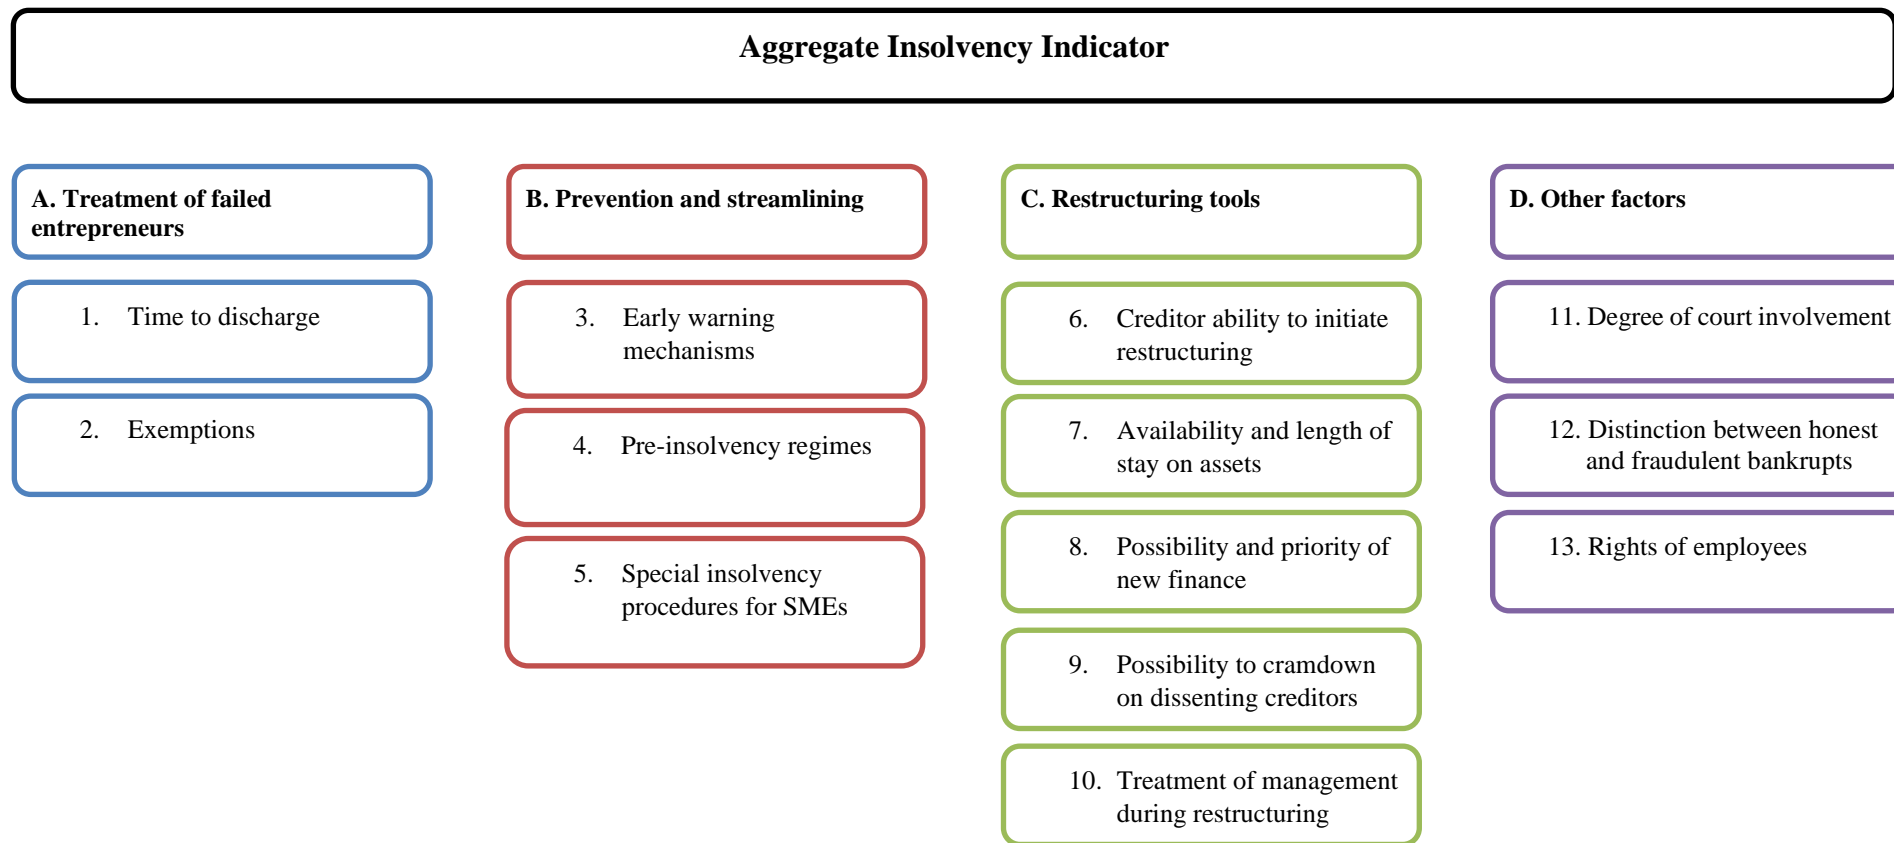 Aggregate Insolvency Indicator
A. Treatment of failed
entrepreneurs
1. Time to discharge
2. Exemptions
B. Prevention and streamlining
3. Early warning
mechanisms
4. Pre-insolvency regimes
5. Special insolvency
procedures for SMEs
C. Restructuring tools
6. Creditor ability to initiate
restructuring
7. Availability and length of
stay on assets
8. Possibility and priority of
new finance
9. Possibility to cramdown
on dissenting creditors
10. Treatment of management
during restructuring
D. Other factors
11. Degree of court involvement
12. Distinction between honest
and fraudulent bankrupts
13. Rights of employees